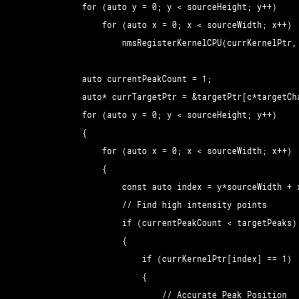 for (auto y = 0; y < sourceHeight; y++)
for (auto x = 0; x < sourceWidth; x++)
nmsRegisterKernelCPU(currKernelPtr,
auto currentPeakCount = 1;
auto* currTargetPtr = &targetPtr[c*targetCha
for (auto y = 0; y < sourceHeight; y++)
{
for (auto x = 0; x < sourceWidth; x++)
{
const auto index = y*sourceWidth + x
// Find high intensity points
if (currentPeakCount < targetPeaks)
{
if (currKernelPtr[index] == 1)
{
// Accurate Peak Position